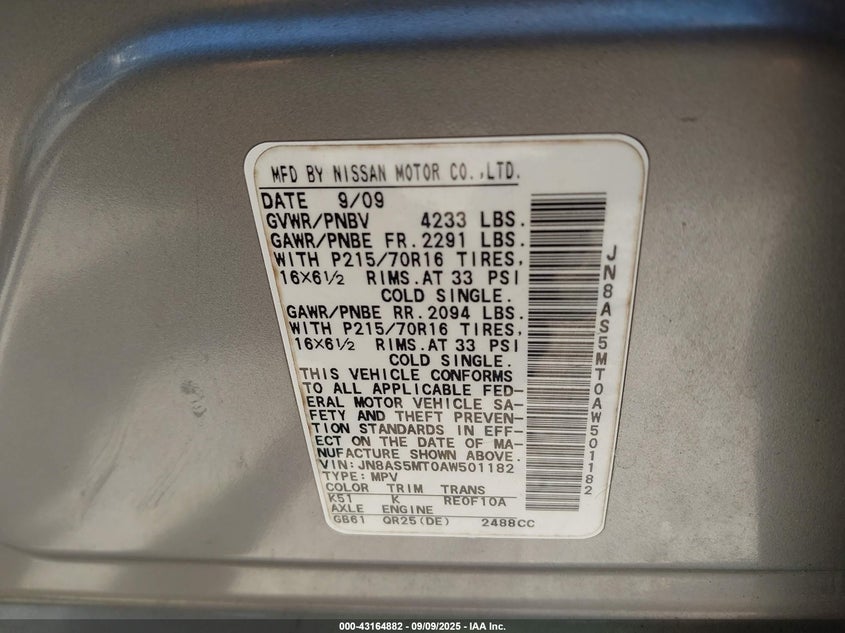 MFD BY NISSAN MOTOR CO.,LTD.
DATE 9/09
GVWR/PNBV 4233 LBS.
GAWR/PNBE FR.2291 LBS.
WITH P215/70R16 TIRES,
16X6½ RIMS.AT 33 PSI
COLD SINGLE.
GAWR/PNBE RR.2094 LBS.
WITH P215/70R16 TIRES,
16X6½ RIMS.AT 33 PSI
COLD SINGLE.
THIS VEHICLE CONFORMS
TO ALL APPLICABLE FED-
ERAL MOTOR VEHICLE SA-
FETY AND THEFT PREVEN-
TION STANDARDS IN EFF-
ECT ON THE DATE OF MA-
NUFACTURE SHOWN ABOVE.
VIN:JN8AS5MT0AW501182
TYPE:MPV
COLOR TRIM TRANS
K51 K RE0F10A
AXLE ENGINE
GB61 QR25(DE) 2488CC
JN8AS5MT0AW501182
000-43164882 - 09/09/2025 - IAA Inc.